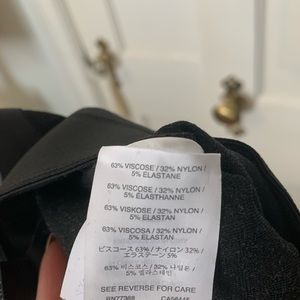 63% VISCOSE / 32% NYLON /
5% ELASTANE
63% VISCOSE / 32% NYLON /
5% ELASTHANNE
63% VISKOSE / 32% NYLON /
5% ELASTAN
63% VISCOSA / 32% NYLON /
5% ELASTAN
ビスコース 63% / ナイロン 32% /
エラステーン 5%
63% 비스코스 / 32% 나일론 /
5% 엘라스테인
SEE REVERSE FOR CARE
RN77388